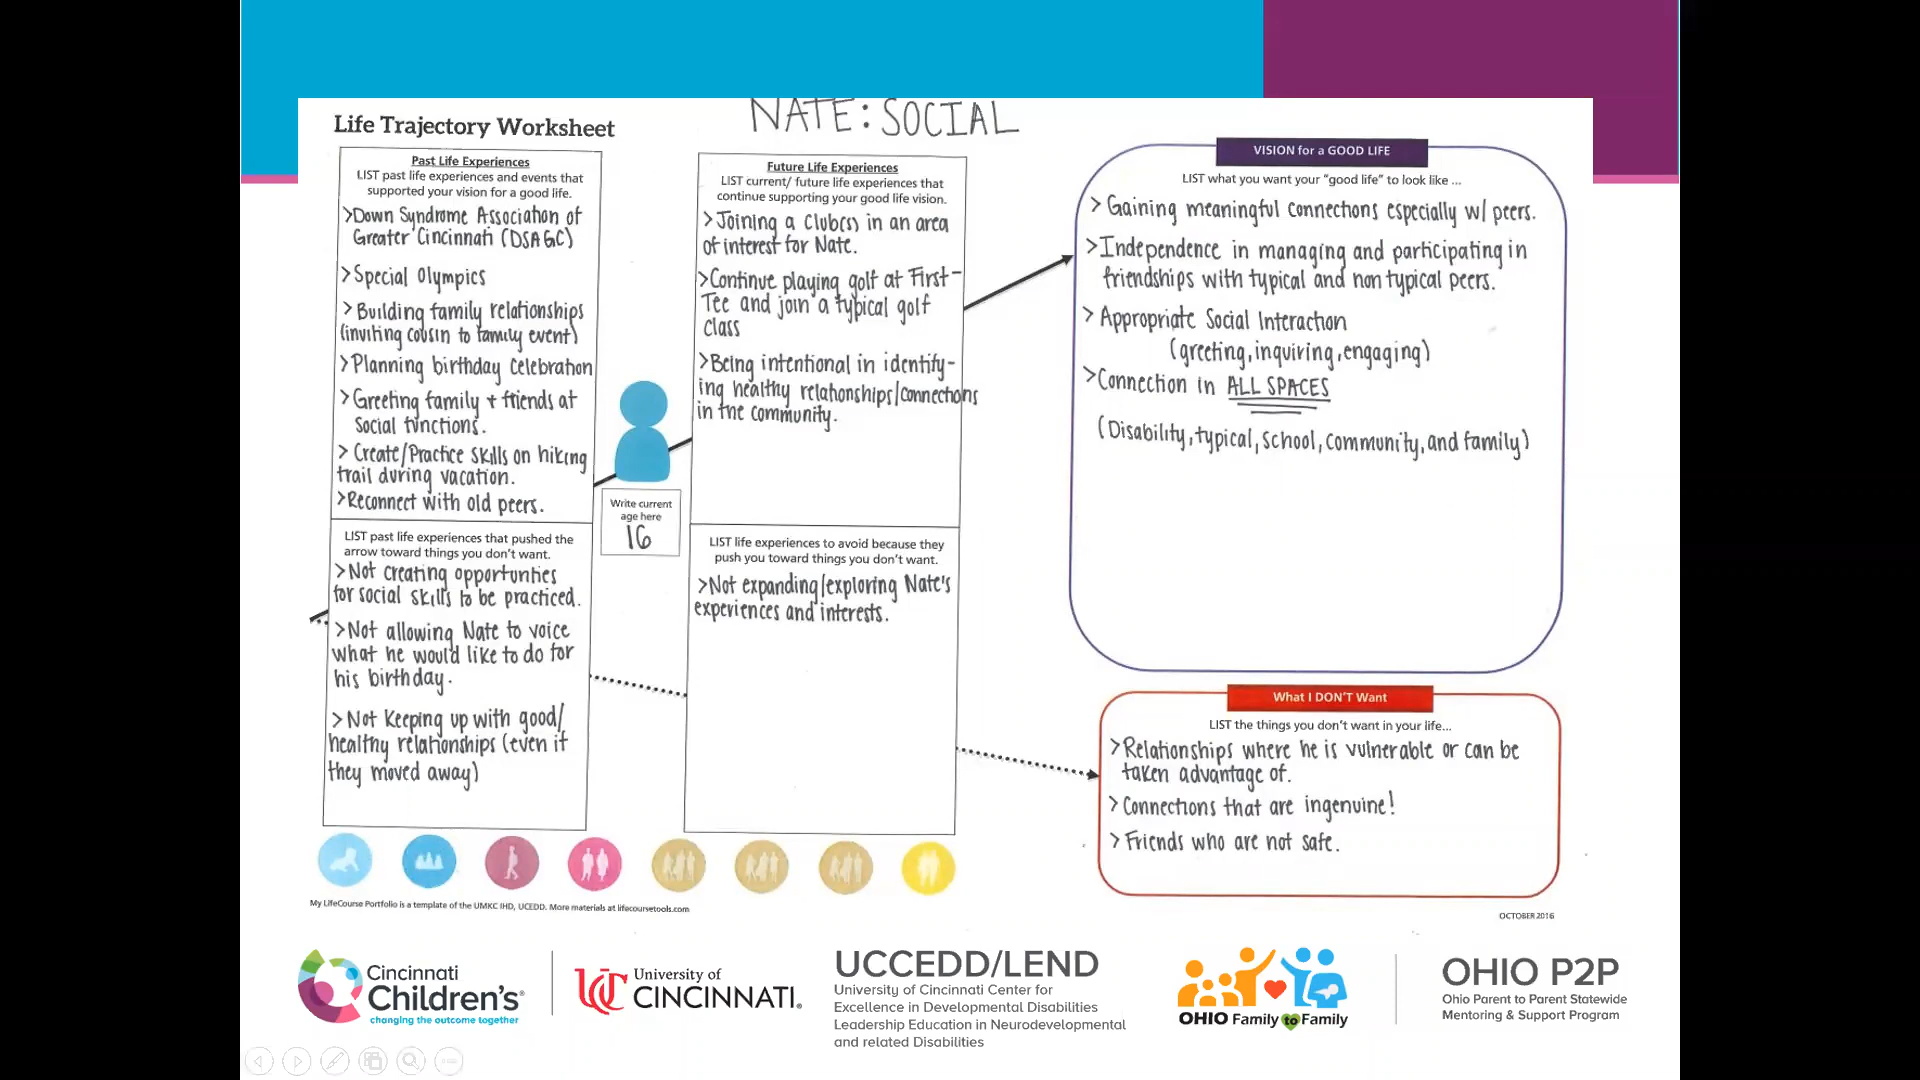 NATE: SOCIAL
Life Trajectory Worksheet
Past Life Experiences
LIST past life experiences and events that
supported your vision for a good life.
>Down Syndrome Association of
Greater Cincinnati (DSAGC)
>Special Olympics
>Building family relationships
(inviting cousin to family event)
>Planning birthday celebration
>Greeting family + friends at
Social functions.
>Create/Practice skills on hiking
trail during vacation.
>Reconnect with old peers.
LIST past life experiences that pushed the
arrow toward things you don't want.
>Not creating opportunties
for social skills to be practiced.
>Not allowing Nate to voice
what he would like to do for
his birthday.
>Not Keeping up with good/
healthy relationships (even if
they moved away)
Write current
age here
16
Future Life Experiences
LIST current/ future life experiences that
continue supporting your good life vision.
>Joining a Club(s) in an area
of interest for Nate.
>Continue playing golf at First-
Tee and join a typical golf
class
>Being intentional in identify-
ing healthy relationships/connections
in the community.
LIST life experiences to avoid because they
push you toward things you don't want.
>Not expanding/exploring Nate's
experiences and interests.
VISION for a GOOD LIFE
LIST what you want your "good life" to look like ...
> Gaining meaningful connections especially w/ peers.
>Independence in managing and participating in
friendships with typical and non typical peers.
> Appropriate Social Interaction
(greeting, inquiring, engaging)
>Connection in ALL SPACES
(Disability, typical, School, community, and family)
What I DON'T Want
LIST the things you don't want in your life...
>Relationships where he is vulnerable or can be
taken advantage of.
>Connections that are ingenuine!
>Friends who are not safe.
My LifeCourse Portfolio is a template of the UMKC IHD, UCEDD. More materials at lifecoursetools.com
OCTOBER 2016
Cincinnati
Children's®
changing the outcome together
UC
University of
CINCINNATI®
UCCEDD/LEND
University of Cincinnati Center for
Excellence in Developmental Disabilities
Leadership Education in Neurodevelopmental
and related Disabilities
OHIO Family to Family
OHIO P2P
Ohio Parent to Parent Statewide
Mentoring & Support Program